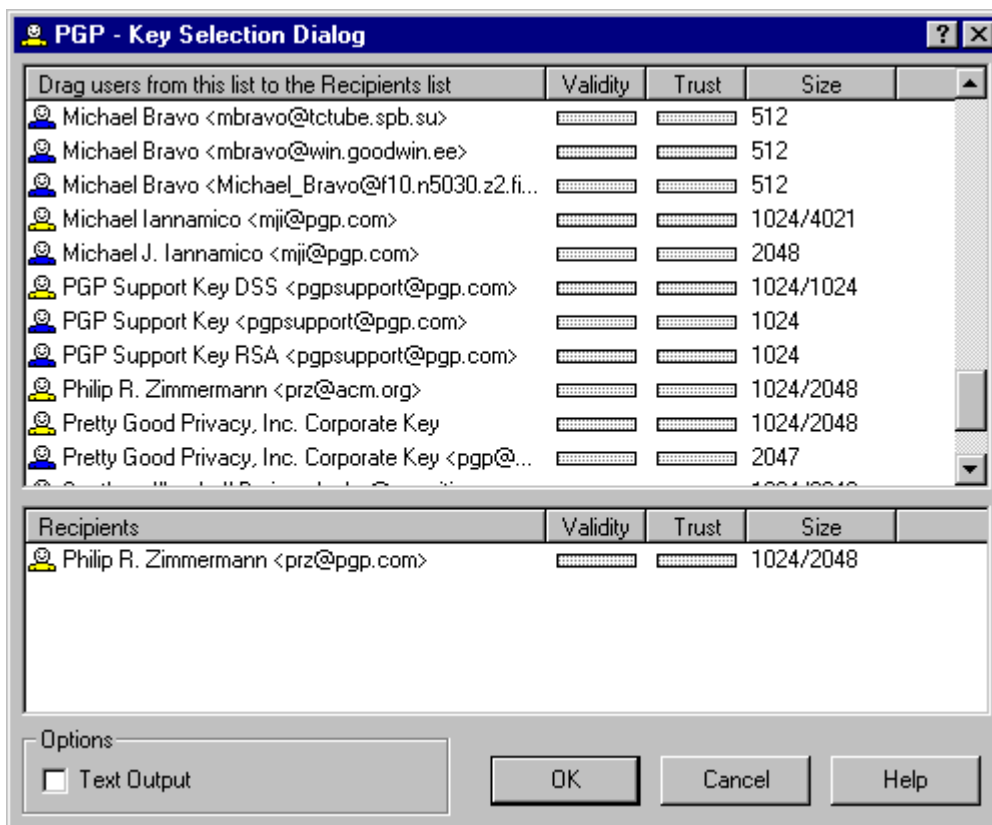 PGP - Key Selection Dialog
Drag users from this list to the Recipients list Validity Trust Size
Michael Bravo <mbravo@tctube.spb.su> 512
Michael Bravo <mbravo@win.goodwin.ee> 512
Michael Bravo <Michael_Bravo@f10.n5030.z2.fi... 512
Michael Iannamico <mji@pgp.com> 1024/4021
Michael J. Iannamico <mji@pgp.com> 2048
PGP Support Key DSS <pgpsupport@pgp.com> 1024/1024
PGP Support Key <pgpsupport@pgp.com> 1024
PGP Support Key RSA <pgpsupport@pgp.com> 1024
Philip R. Zimmermann <prz@acm.org> 1024/2048
Pretty Good Privacy, Inc. Corporate Key 1024/2048
Pretty Good Privacy, Inc. Corporate Key <pgp@... 2047
Recipients Validity Trust Size
Philip R. Zimmermann <prz@pgp.com> 1024/2048
Options
Text Output
OK Cancel Help